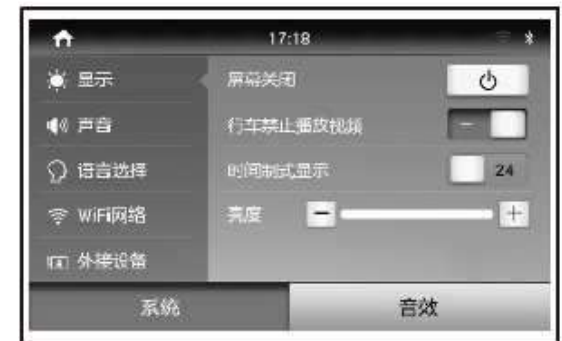 17:18
显示
声音
语言选择
WiFi网络
外接设备
屏幕关闭
行车禁止播放视频
时间制式显示
24
亮度
系统
音效